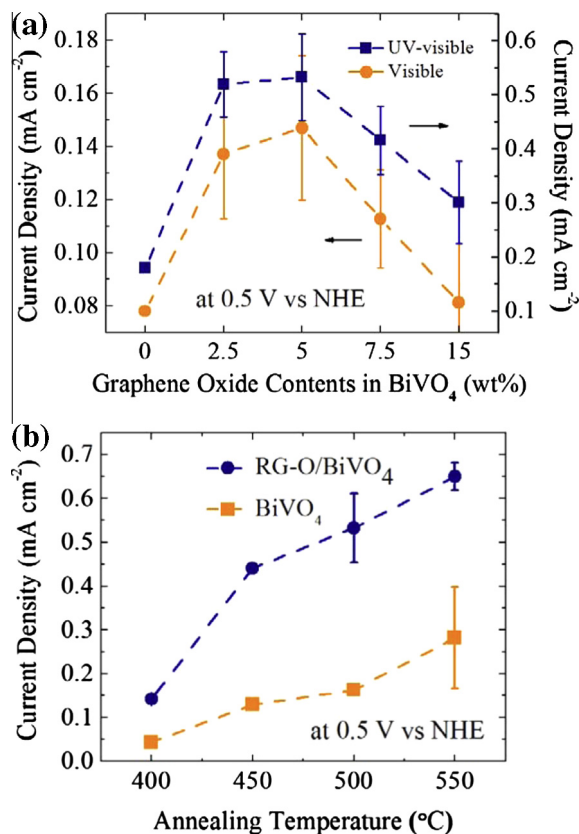 (a)
0.18
0.16
0.14
0.12
0.10
0.08
Current Density (mA cm⁻²)
UV-visible
Visible
at 0.5 V vs NHE
0.6
0.5
0.4
0.3
0.2
0.1
Current Density (mA cm⁻²)
0 2.5 5 7.5 15
Graphene Oxide Contents in BiVO₄ (wt%)
(b)
0.7
0.6
0.5
0.4
0.3
0.2
0.1
0.0
Current Density (mA cm⁻²)
RG-O/BiVO₄
BiVO₄
at 0.5 V vs NHE
400 450 500 550
Annealing Temperature (°C)